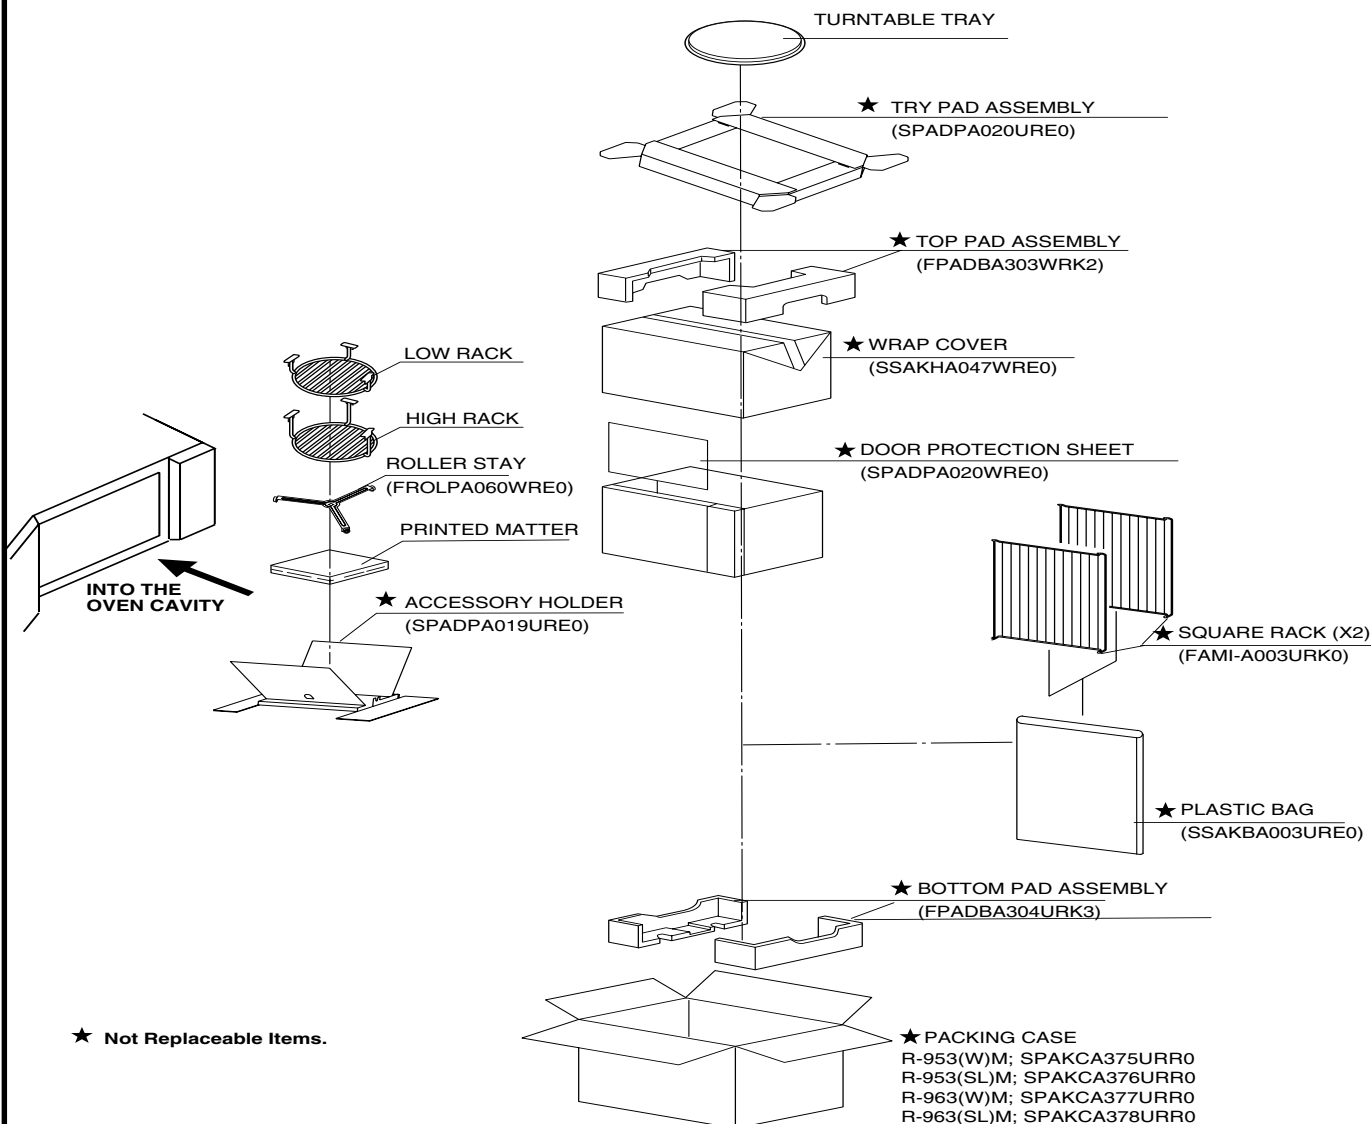 TURNTABLE TRAY
★ TRY PAD ASSEMBLY
(SPADPA020URE0)
★ TOP PAD ASSEMBLY
(FPADBA303WRK2)
★ WRAP COVER
(SSAKHA047WRE0)
LOW RACK
HIGH RACK
★ DOOR PROTECTION SHEET
(SPADPA020WRE0)
ROLLER STAY
(FROLPA060WRE0)
PRINTED MATTER
INTO THE
OVEN CAVITY
★ ACCESSORY HOLDER
(SPADPA019URE0)
★ SQUARE RACK (X2)
(FAMI-A003URK0)
★ PLASTIC BAG
(SSAKBA003URE0)
★ BOTTOM PAD ASSEMBLY
(FPADBA304URK3)
★ Not Replaceable Items.
★ PACKING CASE
R-953(W)M; SPAKCA375URR0
R-953(SL)M; SPAKCA376URR0
R-963(W)M; SPAKCA377URR0
R-963(SL)M; SPAKCA378URR0